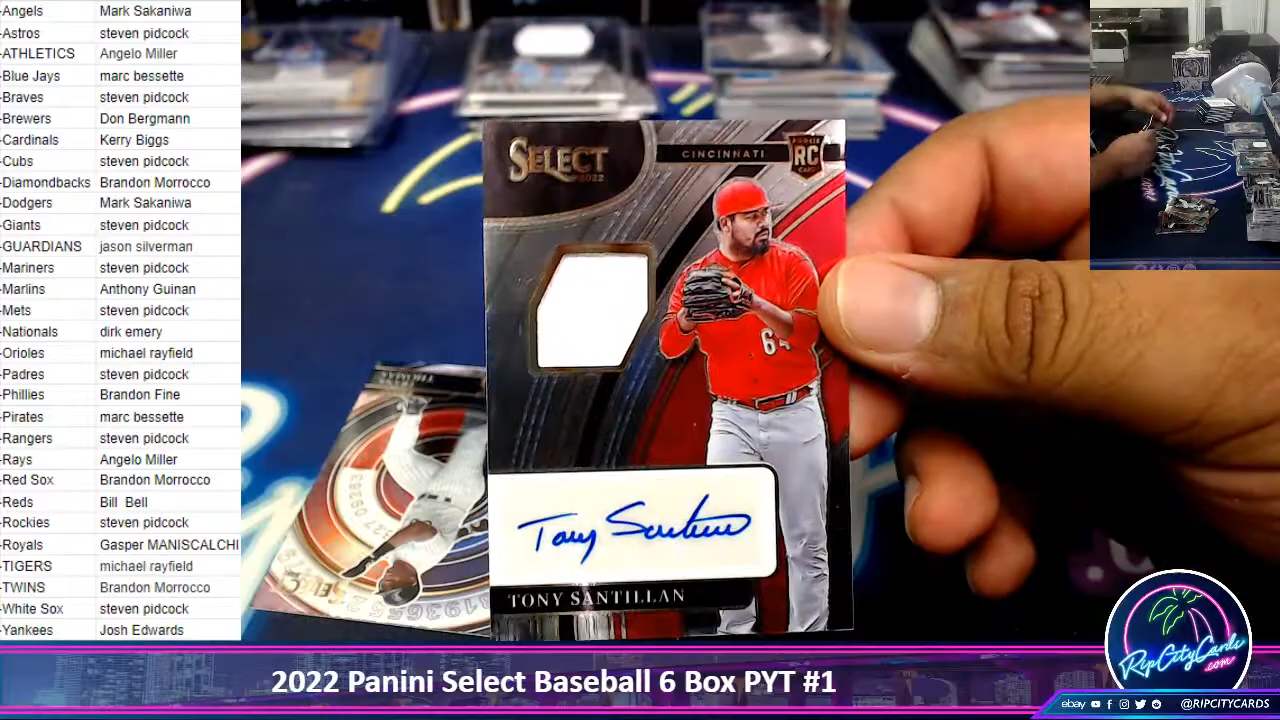 -Angels Mark Sakaniwa
-Astros steven pidcock
-ATHLETICS Angelo Miller
-Blue Jays marc bessette
-Braves steven pidcock
-Brewers Don Bergmann
-Cardinals Kerry Biggs
-Cubs steven pidcock
-Diamondbacks Brandon Morrocco
-Dodgers Mark Sakaniwa
-Giants steven pidcock
-GUARDIANS jason silverman
-Mariners steven pidcock
-Marlins Anthony Guinan
-Mets steven pidcock
-Nationals dirk emery
-Orioles michael rayfield
-Padres steven pidcock
-Phillies Brandon Fine
-Pirates marc bessette
-Rangers steven pidcock
-Rays Angelo Miller
-Red Sox Brandon Morrocco
-Reds Bill Bell
-Rockies steven pidcock
-Royals Gasper MANISCALCHI
-TIGERS michael rayfield
-TWINS Brandon Morrocco
-White Sox steven pidcock
-Yankees Josh Edwards
SELECT
2022
CINCINNATI
RC
Tony Santillan
TONY SANTILLAN
SELECT
2022 Panini Select Baseball 6 Box PYT #1
RipCityCards
.com
ebay @RIPCITYCARDS